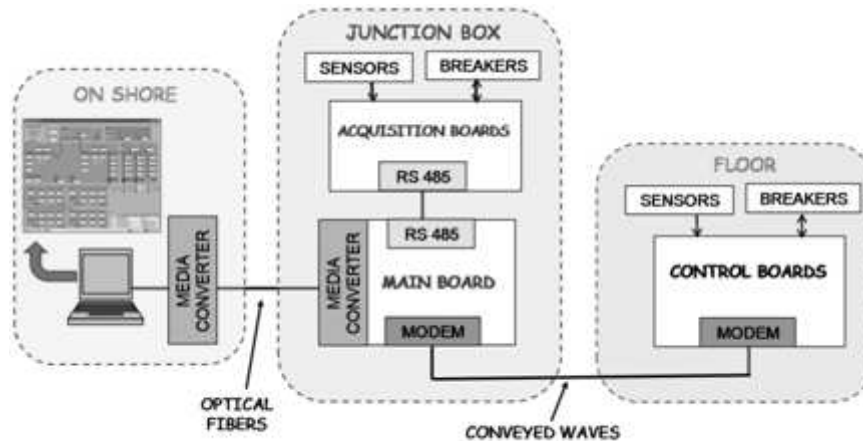 JUNCTION BOX
SENSORS
BREAKERS
ON SHORE
ACQUISITION BOARDS
RS 485
FLOOR
SENSORS
BREAKERS
RS 485
MEDIA
CONVERTER
MEDIA
CONVERTER
MAIN BOARD
CONTROL BOARDS
MODEM
MODEM
OPTICAL
FIBERS
CONVEYED WAVES